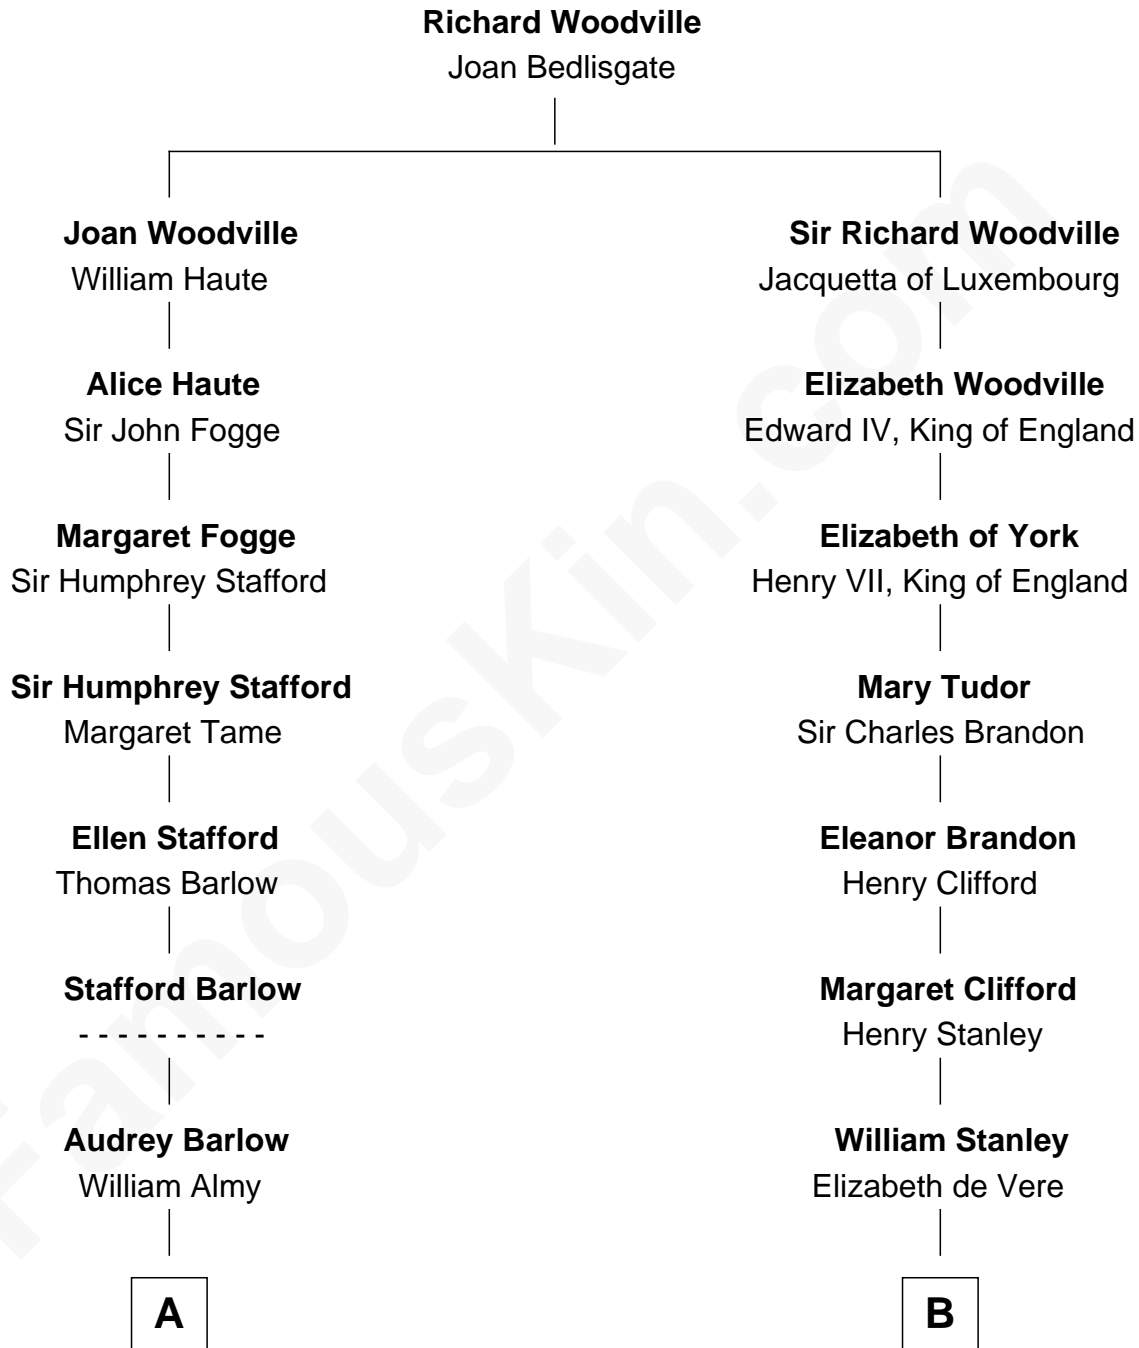 Richard Woodville
Joan Bedlisgate
Joan Woodville
William Haute
Sir Richard Woodville
Jacquetta of Luxembourg
Alice Haute
Sir John Fogge
Elizabeth Woodville
Edward IV, King of England
Margaret Fogge
Sir Humphrey Stafford
Elizabeth of York
Henry VII, King of England
Sir Humphrey Stafford
Margaret Tame
Mary Tudor
Sir Charles Brandon
Ellen Stafford
Thomas Barlow
Eleanor Brandon
Henry Clifford
Stafford Barlow
- - - - - - - - - -
Margaret Clifford
Henry Stanley
Audrey Barlow
William Almy
William Stanley
Elizabeth de Vere
A
B
FamousKin.com